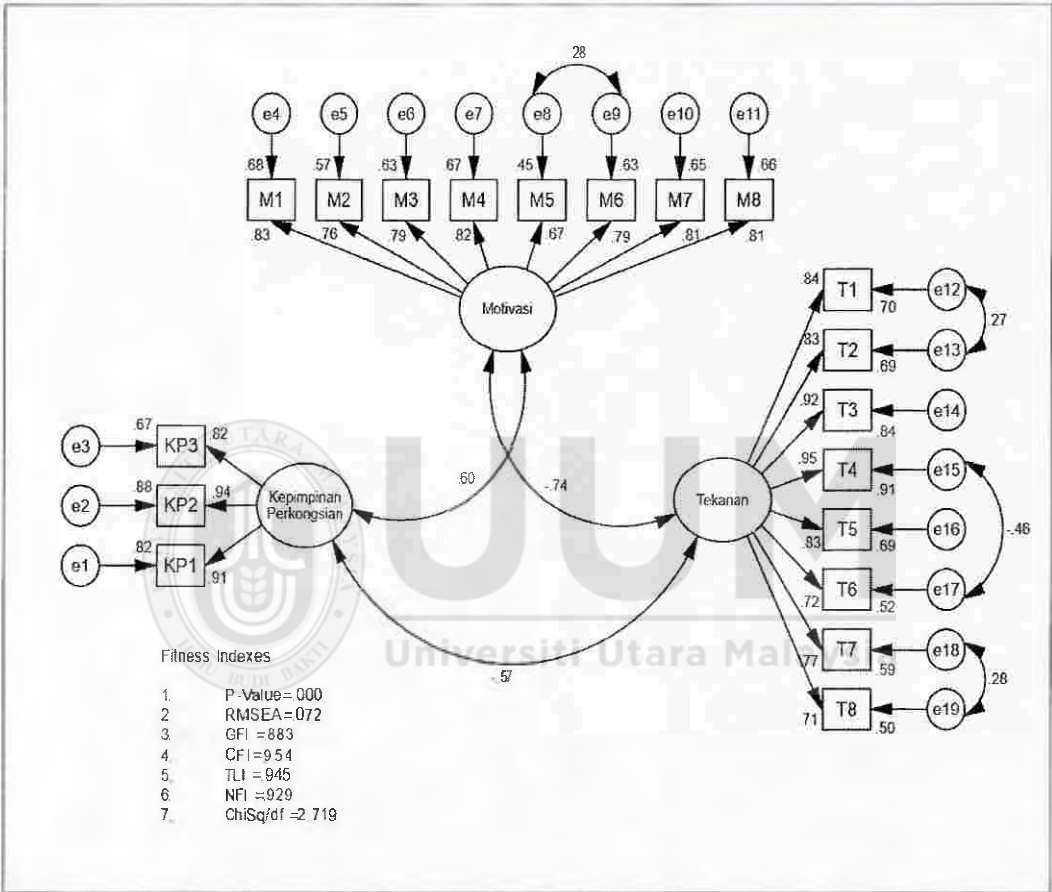 28
e4 e5 e6 e7 e8 e9 e10 e11
.68 .57 .63 .67 .45 .63 .65 .66
M1 M2 M3 M4 M5 M6 M7 M8
.83 .76 .79 .82 .67 .79 .81 .81
Motivasi
.84 T1 .70 e12
.27
.83 T2 .69 e13
.92 T3 .84 e14
.95 T4 .91 e15
.83 T5 .69 e16
-.46
.72 T6 .52 e17
.77 T7 .59 e18
.28
.71 T8 .50 e19
Tekanan
e3 .67 KP3 .82
e2 .88 KP2 .94
e1 .82 KP1 .91
Kepimpinan
Perkongsian
.60
-.74
-.57
UUM
Universiti Utara Malaysi
BUDI BAKTI
Fitness Indexes
1. P-Value=.000
2 RMSEA=.072
3. GFI =.883
4. CFI=.954
5. TLI =.945
6. NFI =.929
7. ChiSq/df =2.719